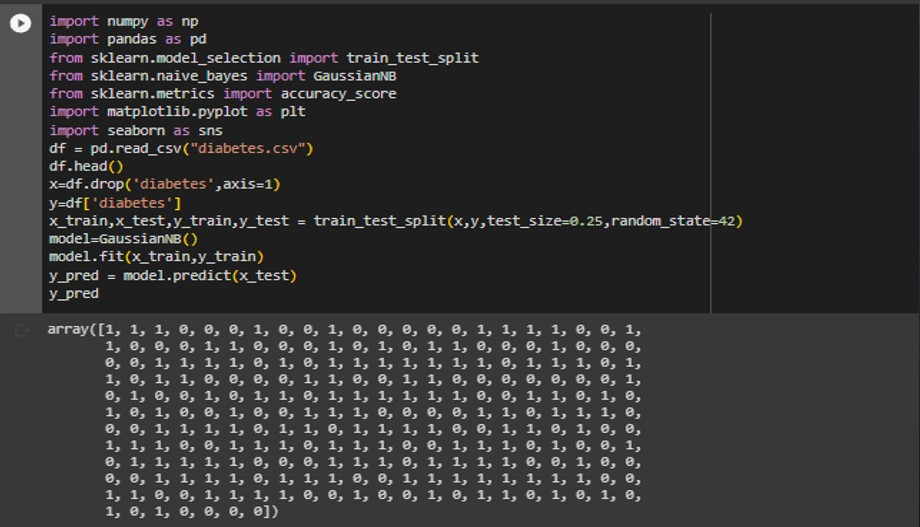 import numpy as np
import pandas as pd
from sklearn.model_selection import train_test_split
from sklearn.naive_bayes import GaussianNB
from sklearn.metrics import accuracy_score
import matplotlib.pyplot as plt
import seaborn as sns
df = pd.read_csv("diabetes.csv")
df.head()
x=df.drop('diabetes',axis=1)
y=df['diabetes']
x_train,x_test,y_train,y_test = train_test_split(x,y,test_size=0.25,random_state=42)
model=GaussianNB()
model.fit(x_train,y_train)
y_pred = model.predict(x_test)
y_pred
array([1, 1, 1, 0, 0, 0, 1, 0, 0, 1, 0, 0, 0, 0, 0, 1, 1, 1, 1, 0, 0, 1,
1, 0, 0, 0, 1, 1, 0, 0, 0, 1, 0, 1, 0, 1, 1, 0, 0, 0, 1, 0, 0, 0,
0, 0, 1, 1, 1, 1, 0, 1, 0, 1, 1, 1, 1, 1, 1, 0, 1, 1, 1, 0, 1,
1, 0, 1, 1, 0, 0, 0, 0, 1, 1, 0, 0, 1, 1, 1, 0, 0, 0, 0, 0, 0, 1,
0, 1, 0, 0, 1, 0, 1, 1, 0, 1, 1, 1, 1, 1, 1, 0, 0, 1, 1, 0, 1, 0,
1, 0, 1, 0, 0, 1, 0, 0, 1, 1, 1, 0, 0, 0, 0, 1, 1, 0, 1, 1, 1, 0,
0, 0, 1, 1, 1, 1, 0, 1, 1, 0, 1, 1, 1, 1, 0, 0, 0, 1, 1, 0, 1, 0, 0,
1, 1, 1, 0, 0, 1, 1, 1, 0, 1, 1, 1, 0, 0, 1, 1, 1, 0, 1, 0, 0, 1,
0, 1, 1, 1, 1, 1, 0, 0, 0, 1, 1, 1, 0, 1, 1, 1, 1, 0, 0, 1, 0, 0,
0, 0, 1, 1, 1, 1, 0, 1, 1, 1, 0, 0, 1, 1, 1, 1, 1, 1, 1, 1, 0, 0,
1, 1, 0, 0, 1, 1, 1, 1, 0, 0, 1, 0, 0, 1, 0, 1, 1, 0, 1, 0, 1, 0,
1, 0, 1, 0, 0, 0, 0])